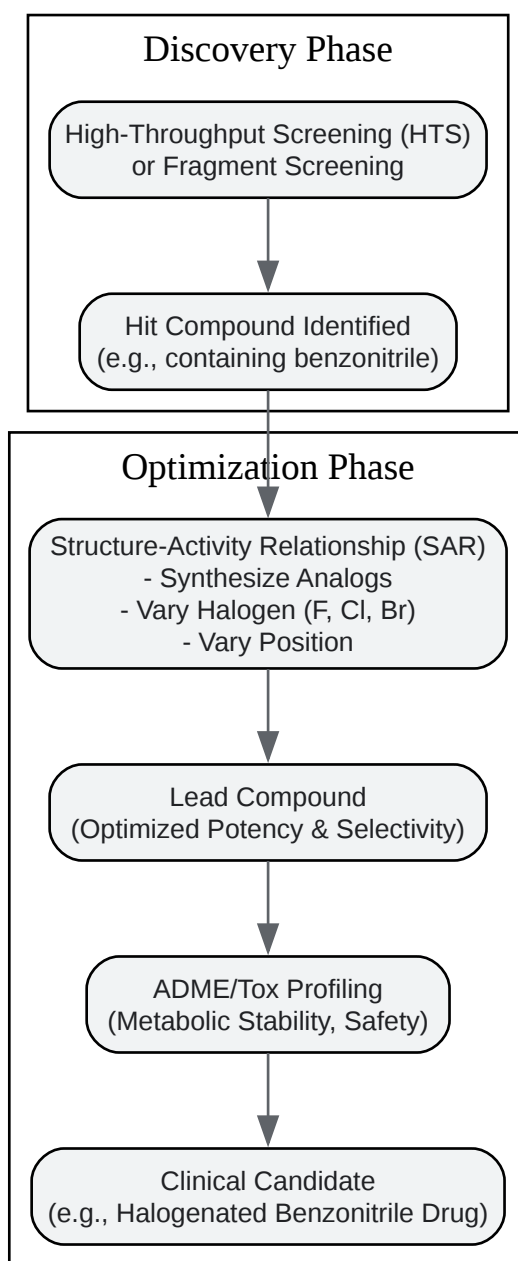 Discovery Phase
High-Throughput Screening (HTS)
or Fragment Screening
Hit Compound Identified
(e.g., containing benzonitrile)
Optimization Phase
Structure-Activity Relationship (SAR)
- Synthesize Analogs
- Vary Halogen (F, Cl, Br)
- Vary Position
Lead Compound
(Optimized Potency & Selectivity)
ADME/Tox Profiling
(Metabolic Stability, Safety)
Clinical Candidate
(e.g., Halogenated Benzonitrile Drug)